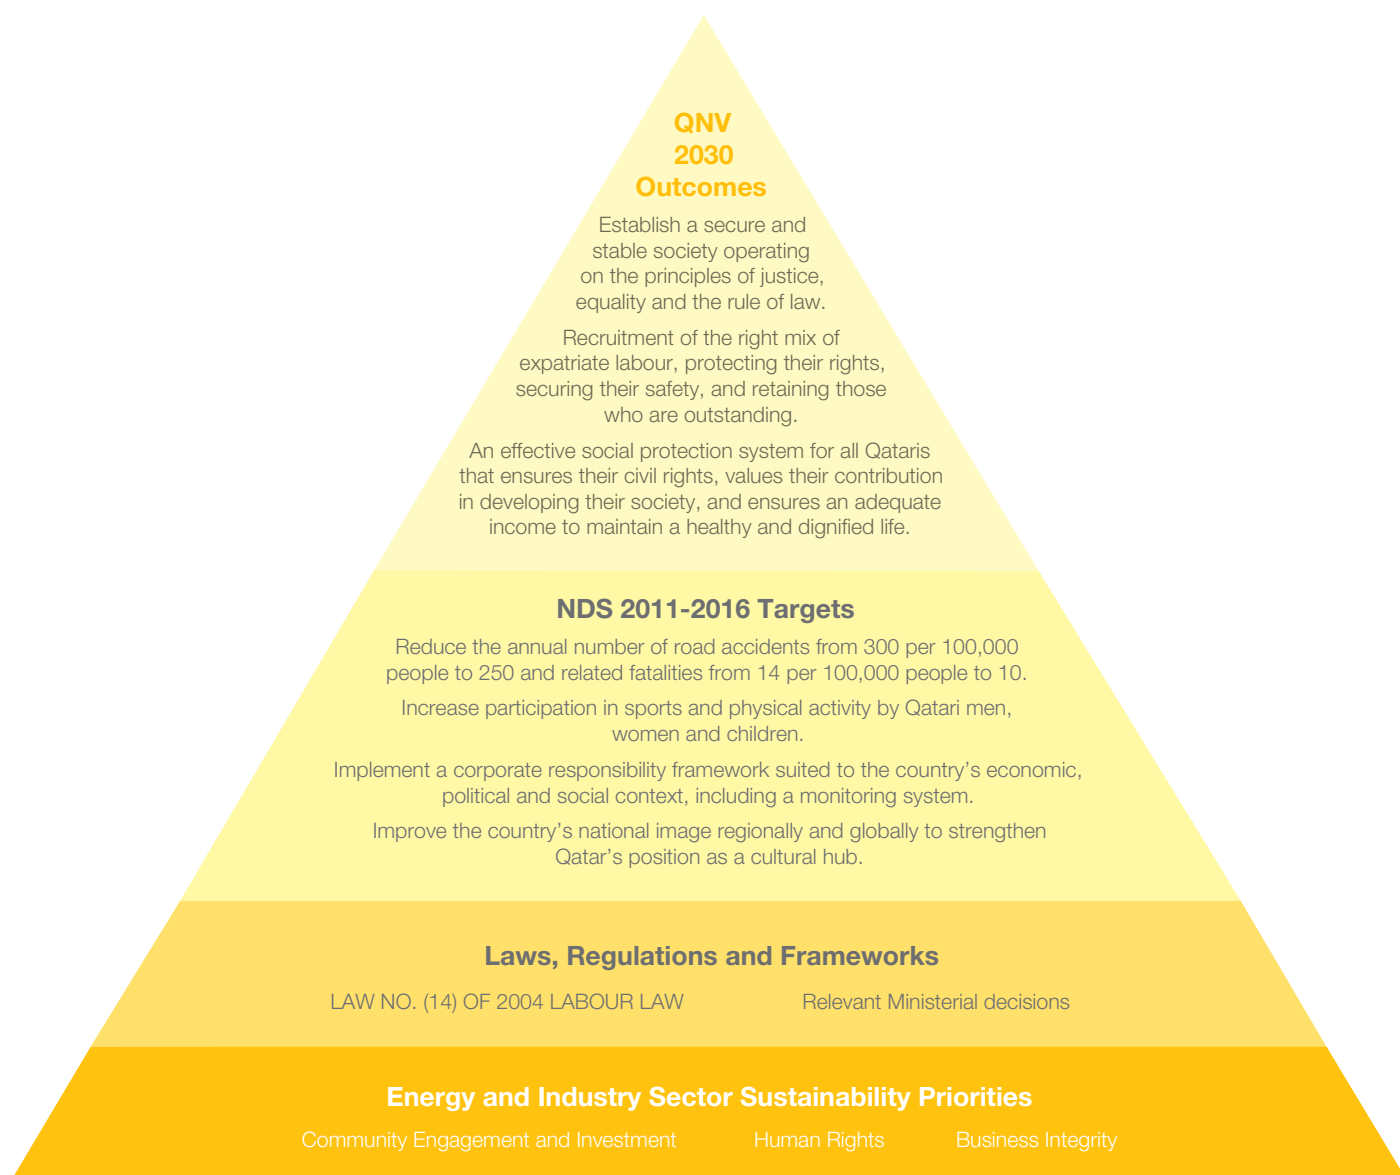 QNV
2030
Outcomes
Establish a secure and
stable society operating
on the principles of justice,
equality and the rule of law.
Recruitment of the right mix of
expatriate labour, protecting their rights,
securing their safety, and retaining those
who are outstanding.
An effective social protection system for all Qataris
that ensures their civil rights, values their contribution
in developing their society, and ensures an adequate
income to maintain a healthy and dignified life.
NDS 2011-2016 Targets
Reduce the annual number of road accidents from 300 per 100,000
people to 250 and related fatalities from 14 per 100,000 people to 10.
Increase participation in sports and physical activity by Qatari men,
women and children.
Implement a corporate responsibility framework suited to the country's economic,
political and social context, including a monitoring system.
Improve the country's national image regionally and globally to strengthen
Qatar's position as a cultural hub.
Laws, Regulations and Frameworks
LAW NO. (14) OF 2004 LABOUR LAW Relevant Ministerial decisions
Energy and Industry Sector Sustainability Priorities
Community Engagement and Investment Human Rights Business Integrity